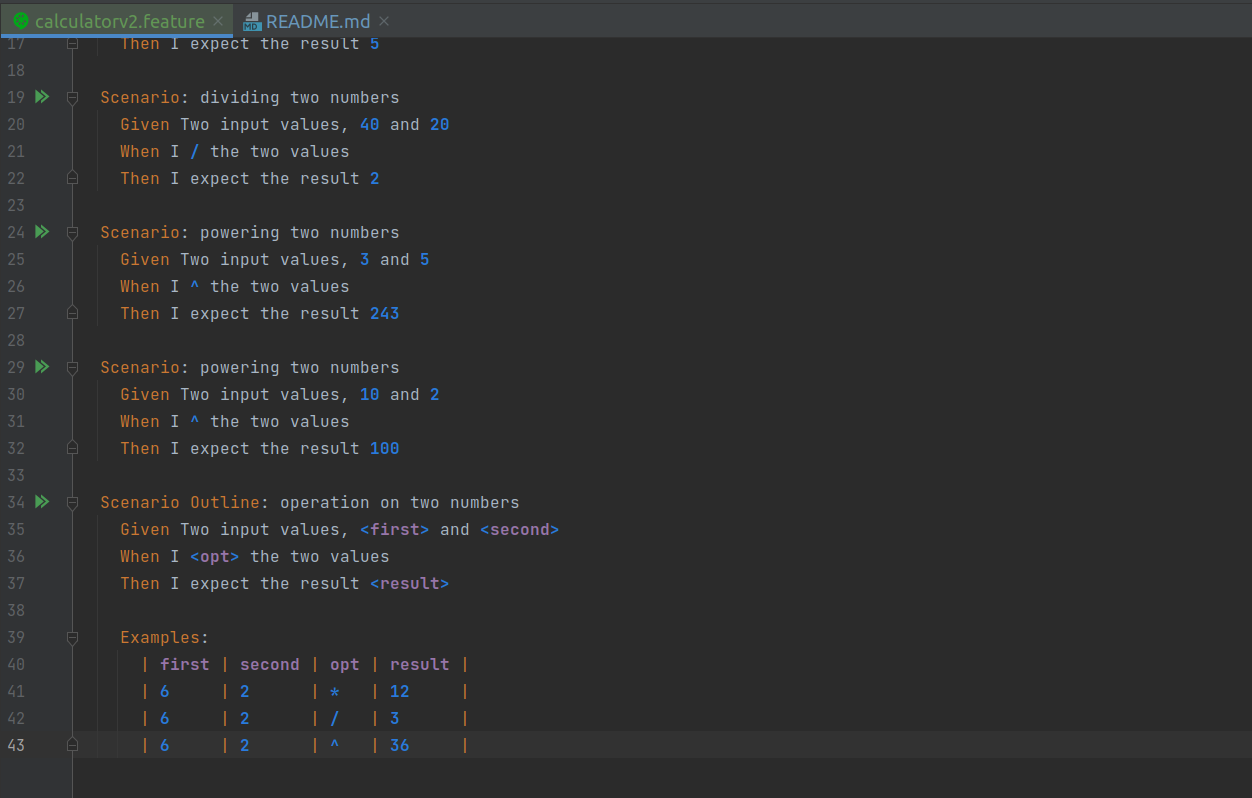 calculatorv2.feature × README.md ×
17 Then I expect the result 5
18
19 Scenario: dividing two numbers
20 Given Two input values, 40 and 20
21 When I / the two values
22 Then I expect the result 2
23
24 Scenario: powering two numbers
25 Given Two input values, 3 and 5
26 When I ^ the two values
27 Then I expect the result 243
28
29 Scenario: powering two numbers
30 Given Two input values, 10 and 2
31 When I ^ the two values
32 Then I expect the result 100
33
34 Scenario Outline: operation on two numbers
35 Given Two input values, <first> and <second>
36 When I <opt> the two values
37 Then I expect the result <result>
38
39 Examples:
40 | first | second | opt | result |
41 | 6 | 2 | * | 12 |
42 | 6 | 2 | / | 3 |
43 | 6 | 2 | ^ | 36 |